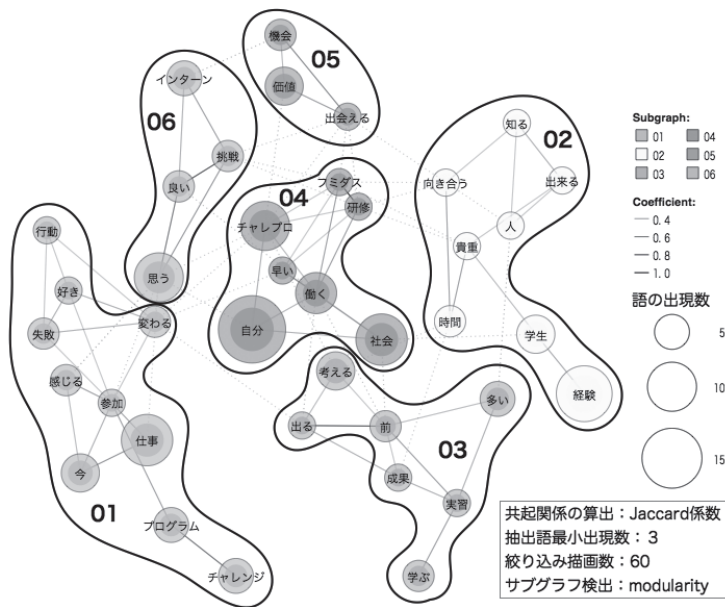 機会
05
価値
出会える
インターン
06
挑戦
良い
思う
知る
02
向き合う
出来る
人
貴重
時間
学生
経験
フミダス
04
研修
チャレプロ
早い
働く
自分
社会
行動
好き
変わる
失敗
感じる
参加
仕事
今
01
プログラム
チャレンジ
考える
多い
出る
前
03
成果
実習
学ぶ
Subgraph:
01 04
02 05
03 06
Coefficient:
0.4
0.6
0.8
1.0
語の出現数
5
10
15
共起関係の算出：Jaccard係数
抽出語最小出現数：3
絞り込み描画数：60
サブグラフ検出：modularity